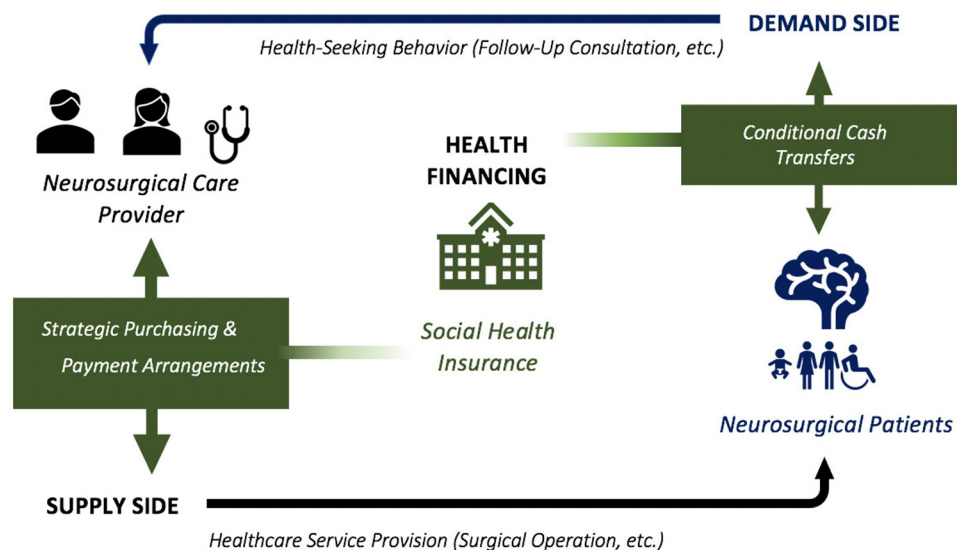 DEMAND SIDE
Health-Seeking Behavior (Follow-Up Consultation, etc.)
Neurosurgical Care
Provider
HEALTH
FINANCING
Conditional Cash
Transfers
Strategic Purchasing &
Payment Arrangements
Social Health
Insurance
Neurosurgical Patients
SUPPLY SIDE
Healthcare Service Provision (Surgical Operation, etc.)